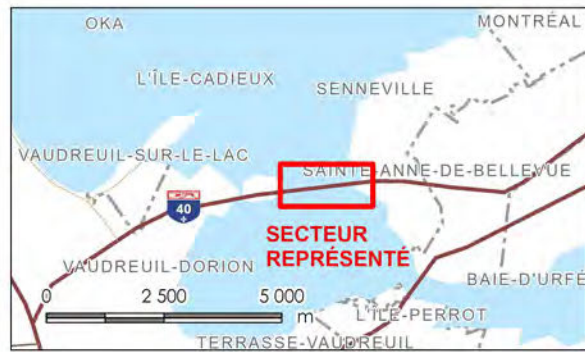 OKA
MONTRÉAL
L'ÎLE-CADIEUX
SENNEVILLE
VAUDREUIL-SUR-LE-LAC
SAINTE-ANNE-DE-BELLEVUE
40
SECTEUR
REPRÉSENTÉ
VAUDREUIL-DORION
BAIE-D'URFÉ
0 2 500 5 000
m
L'ÎLE-PERROT
TERRASSE-VAUDREUIL